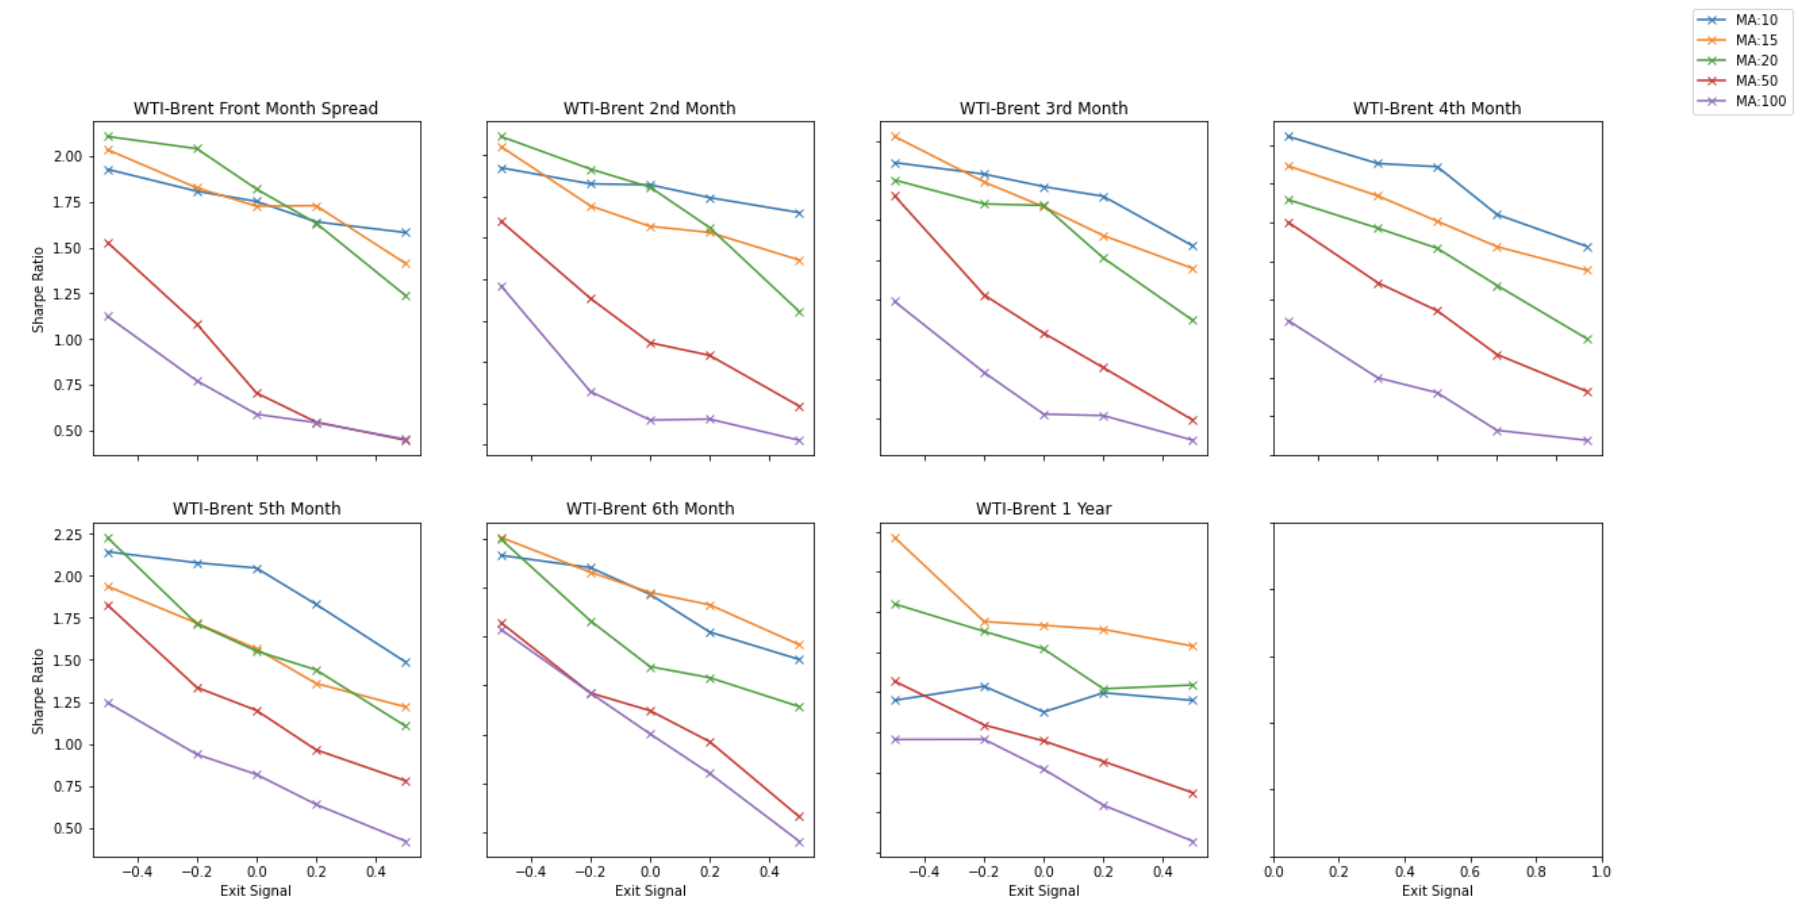 MA:10
MA:15
MA:20
MA:50
MA:100
WTI-Brent Front Month Spread
WTI-Brent 2nd Month
WTI-Brent 3rd Month
WTI-Brent 4th Month
2.00
1.75
1.50
1.25
1.00
0.75
0.50
Sharpe Ratio
WTI-Brent 5th Month
WTI-Brent 6th Month
WTI-Brent 1 Year
2.25
2.00
1.75
1.50
1.25
1.00
0.75
0.50
Sharpe Ratio
−0.4 −0.2 0.0 0.2 0.4
Exit Signal
−0.4 −0.2 0.0 0.2 0.4
Exit Signal
−0.4 −0.2 0.0 0.2 0.4
Exit Signal
0.0 0.2 0.4 0.6 0.8 1.0
Exit Signal